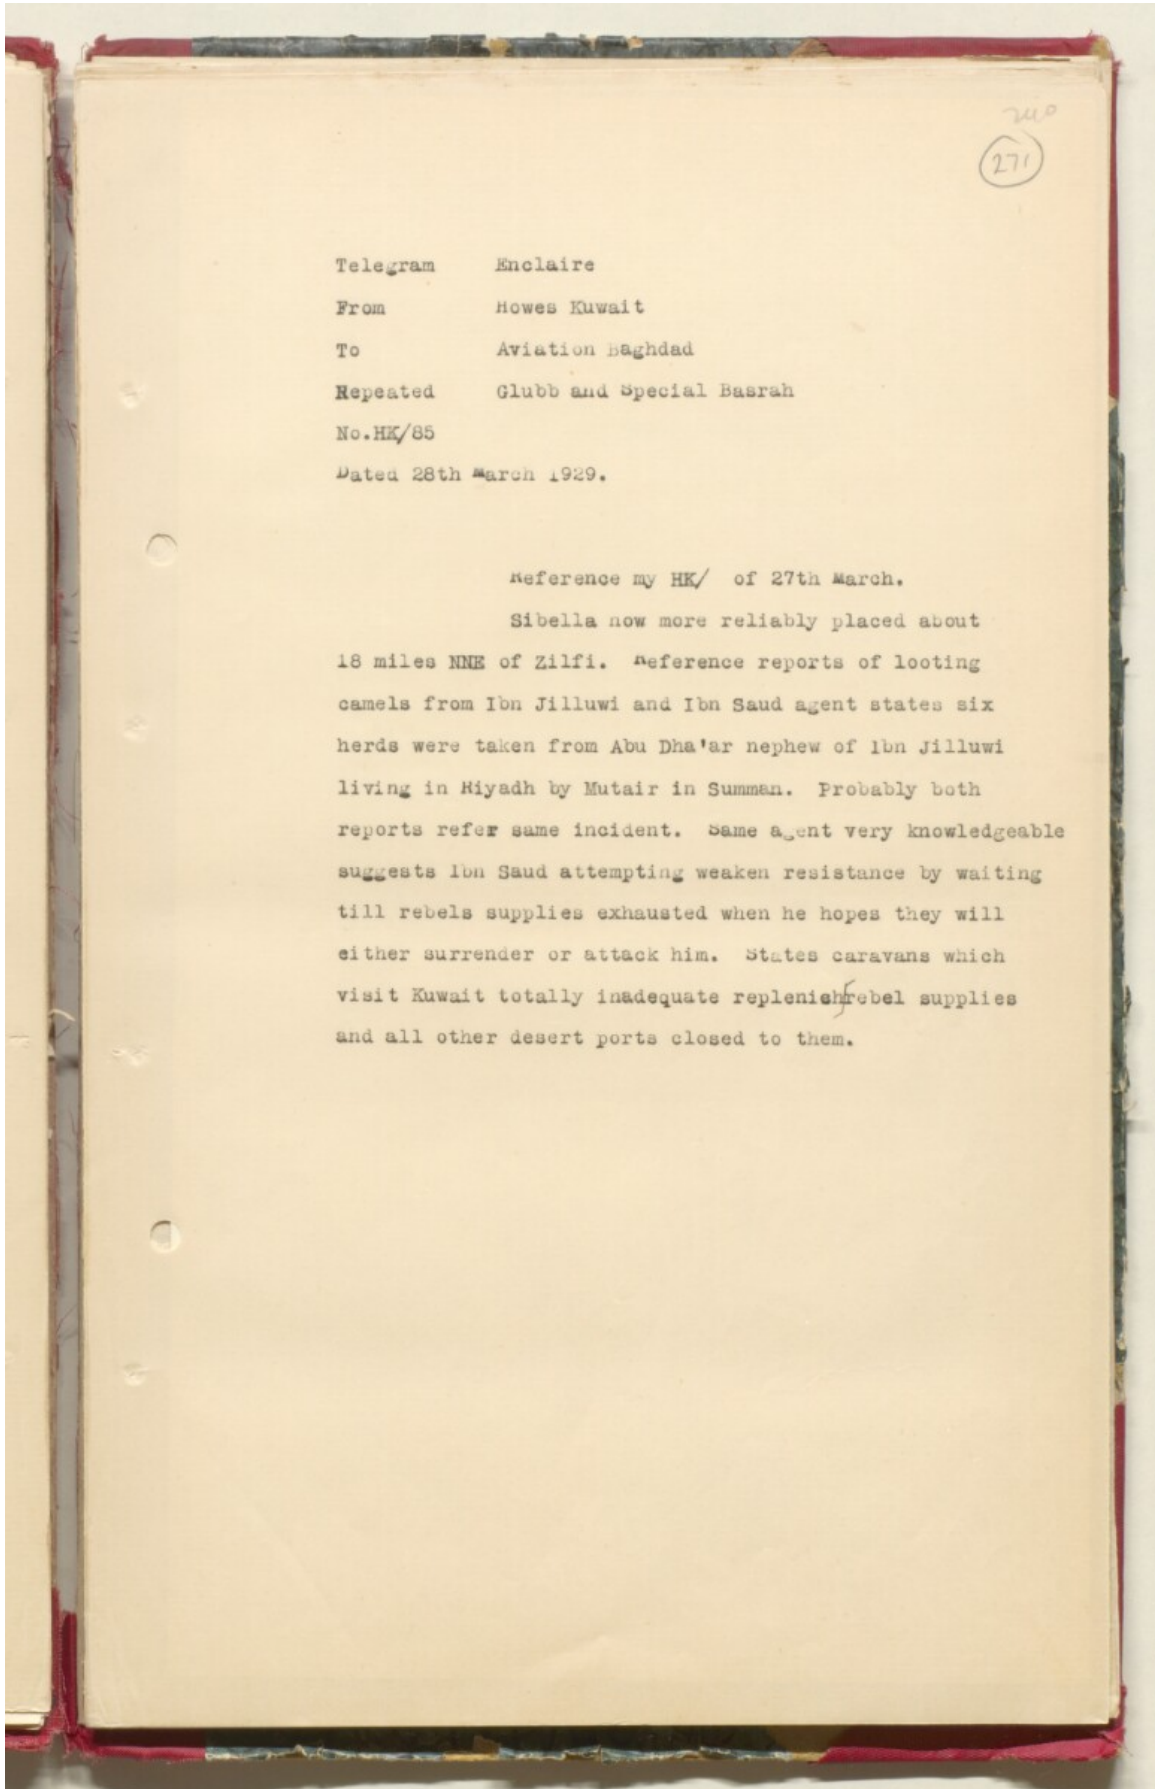 240
271
Telegram Enclaire
From Howes Kuwait
To Aviation Baghdad
Repeated Glubb and Special Basrah
No.HK/85
Dated 28th March 1929.
Reference my HK/ of 27th March.
Sibella now more reliably placed about
18 miles NNE of Zilfi. Reference reports of looting
camels from Ibn Jilluwi and Ibn Saud agent states six
herds were taken from Abu Dha'ar nephew of Ibn Jilluwi
living in Riyadh by Mutair in Summan. Probably both
reports refer same incident. Same agent very knowledgeable
suggests Ibn Saud attempting weaken resistance by waiting
till rebels supplies exhausted when he hopes they will
either surrender or attack him. States caravans which
visit Kuwait totally inadequate replenish rebel supplies
and all other desert ports closed to them.